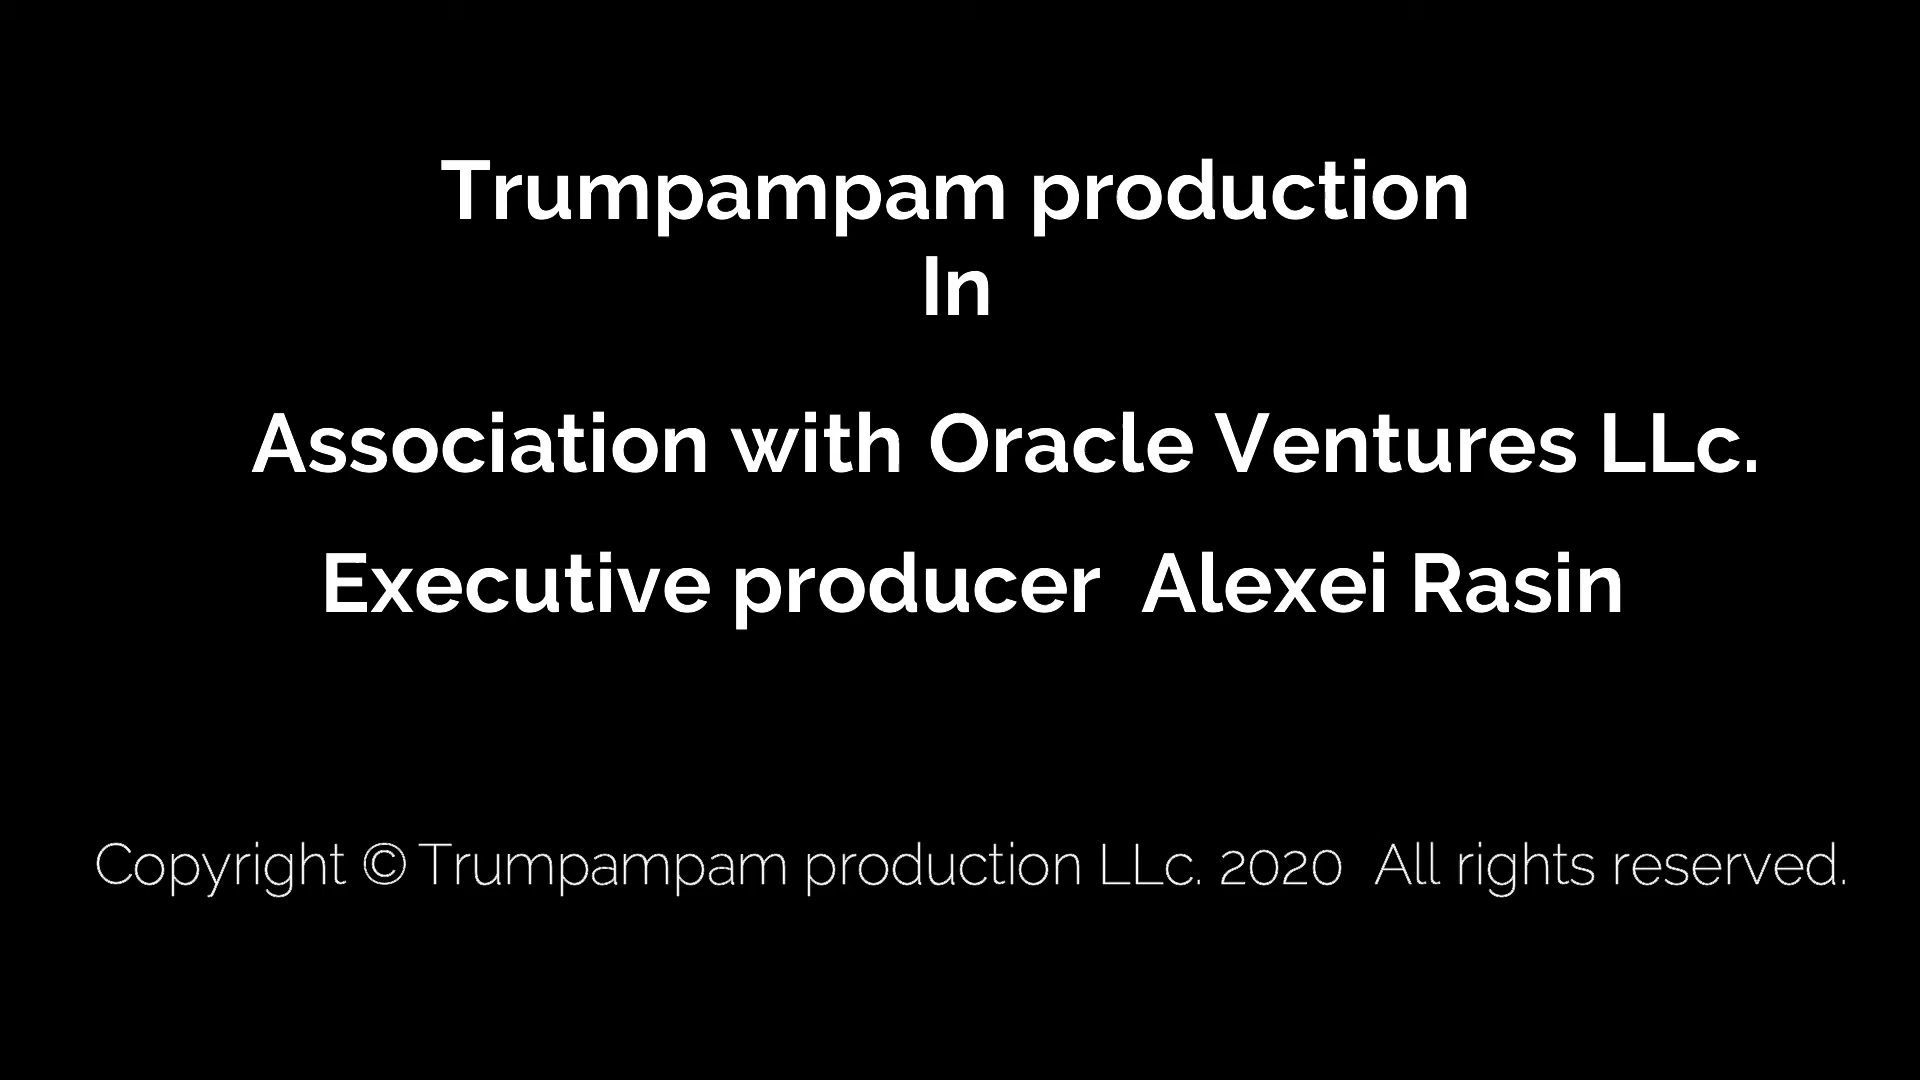 Trumpampam production
In
Association with Oracle Ventures LLc.
Executive producer  Alexei Rasin
Copyright © Trumpampam production LLc. 2020  All rights reserved.